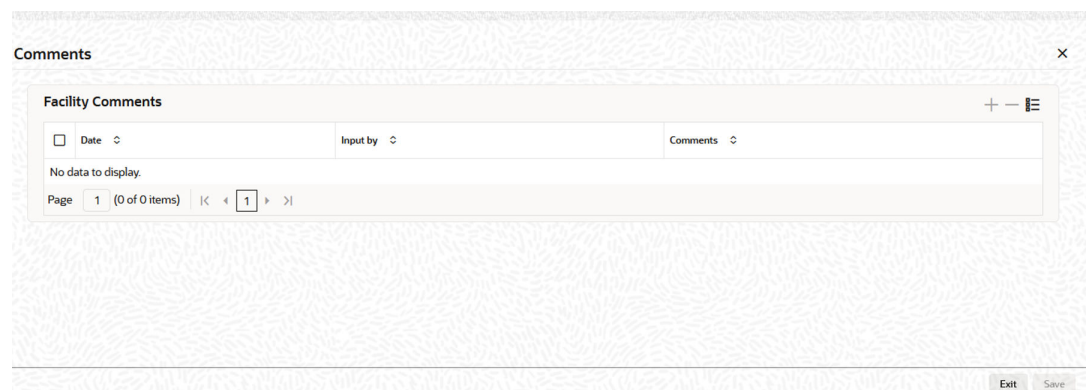 Comments
Facility Comments
Date Input by Comments
No data to display.
Page 1 (0 of 0 items) 1
Exit Save